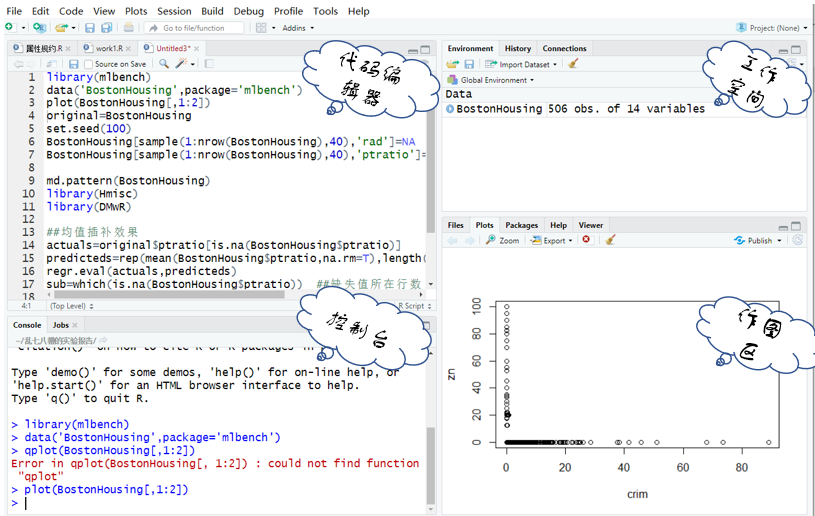 File Edit Code View Plots Session Build Debug Profile Tools Help
Go to file/function
Addins
Project: (None)
属性规约.R
work1.R
Untitled3*
Source on Save
1 library(mlbench)
2 data('BostonHousing',package='mlbench')
3 plot(BostonHousing[,1:2])
4 original=BostonHousing
5 set.seed(100)
6 BostonHousing[sample(1:nrow(BostonHousing),40),'rad']=NA
7 BostonHousing[sample(1:nrow(BostonHousing),40),'ptratio']=
8
9 md.pattern(BostonHousing)
10 library(Hmisc)
11 library(DMwR)
12
13 ##均值插补效果
14 actuals=original$ptratio[is.na(BostonHousing$ptratio)]
15 predicteds=rep(mean(BostonHousing$ptratio,na.rm=T),length(
16 regr.eval(actuals,predicteds)
17 sub=which(is.na(BostonHousing$ptratio)) ##缺失值所在行数
18
4:1 (Top Level)
R Script
代码编
辑器
Console Jobs
~/乱七八糟的实验报告/
控制台
Type 'demo()' for some demos, 'help()' for on-line help, or
'help.start()' for an HTML browser interface to help.
Type 'q()' to quit R.
> library(mlbench)
> data('BostonHousing',package='mlbench')
> qplot(BostonHousing[,1:2])
Error in qplot(BostonHousing[, 1:2]) : could not find function
"qplot"
> plot(BostonHousing[,1:2])
>
Environment History Connections
Import Dataset
Global Environment
Data
BostonHousing 506 obs. of 14 variables
工作
空间
Files Plots Packages Help Viewer
Zoom Export Publish
作图
区
100
80
60
40
20
0
zn
0 20 40 60 80
crim